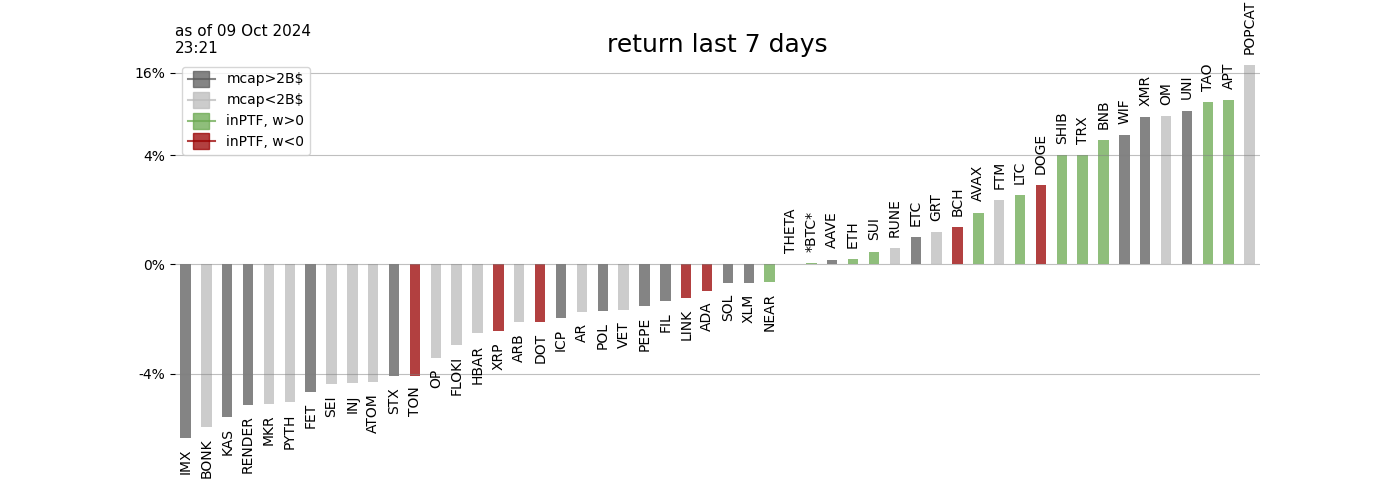 as of 09 Oct 2024
23:21
return last 7 days
mcap>2B$
mcap<2B$
inPTF, w>0
inPTF, w<0
16%
4%
0%
-4%
IMX
BONK
KAS
RENDER
MKR
PYTH
FET
SEI
INJ
ATOM
STX
TON
OP
FLOKI
HBAR
XRP
ARB
DOT
ICP
AR
POL
VET
PEPE
FIL
LINK
ADA
SOL
XLM
NEAR
THETA
*BTC*
AAVE
ETH
SUI
RUNE
ETC
GRT
BCH
AVAX
FTM
LTC
DOGE
SHIB
TRX
BNB
WIF
XMR
OM
UNI
TAO
APT
POPCAT